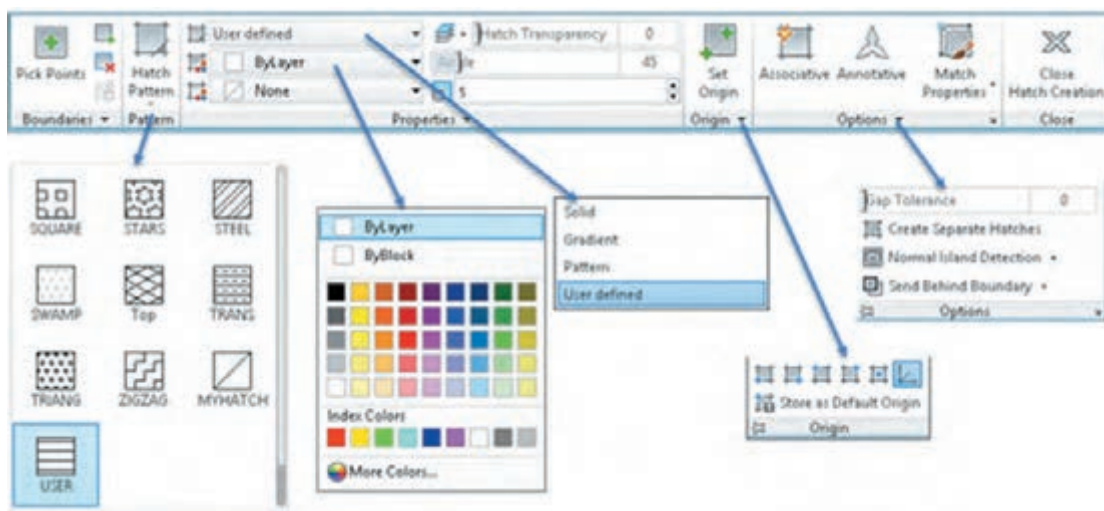 User defined
Hatch Transparency 0
Pick Points
Hatch Pattern
ByLayer
45
None
5
Set Origin
Associative
Annotative
Match Properties
Close Hatch Creation
Boundaries
Pattern
Properties
Origin
Options
Close
SQUARE STARS STEEL
SWAMP Top TRANS
TRIANG ZIGZAG MYHATCH
USER
ByLayer
ByBlock
Index Colors
More Colors...
Solid
Gradient
Pattern
User defined
Gap Tolerance 0
Create Separate Hatches
Normal Island Detection
Send Behind Boundary
Options
Store as Default Origin
Origin